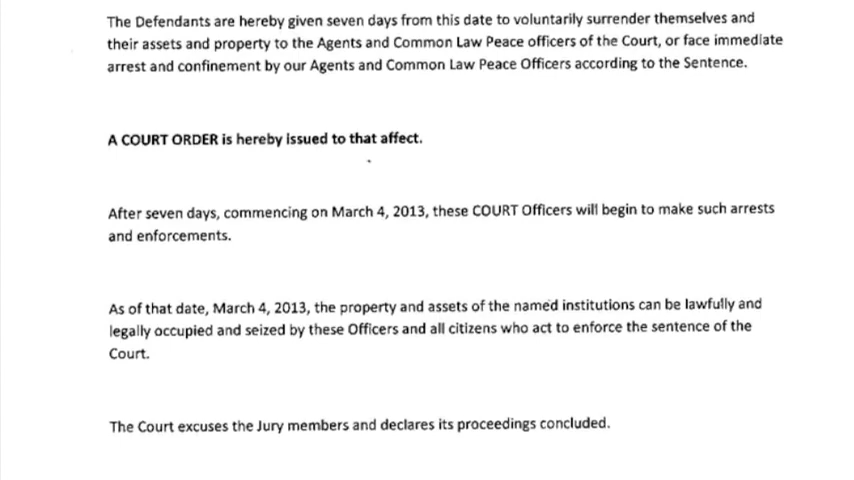 The Defendants are hereby given seven days from this date to voluntarily surrender themselves and
their assets and property to the Agents and Common Law Peace officers of the Court, or face immediate
arrest and confinement by our Agents and Common Law Peace Officers according to the Sentence.
A COURT ORDER is hereby issued to that affect.
After seven days, commencing on March 4, 2013, these COURT Officers will begin to make such arrests
and enforcements.
As of that date, March 4, 2013, the property and assets of the named institutions can be lawfully and
legally occupied and seized by these Officers and all citizens who act to enforce the sentence of the
Court.
The Court excuses the Jury members and declares its proceedings concluded.